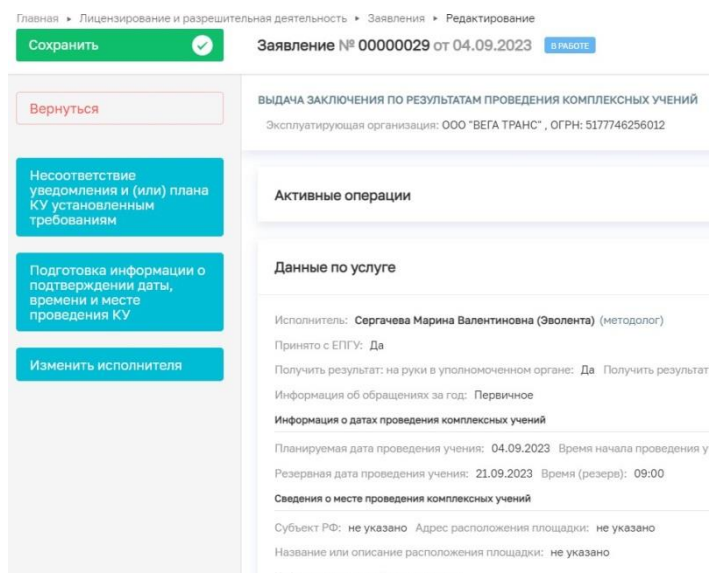 Главная ▸ Лицензирование и разрешительная деятельность ▸ Заявления ▸ Редактирование
Сохранить
Заявление № 00000029 от 04.09.2023 В РАБОТЕ
Вернуться
ВЫДАЧА ЗАКЛЮЧЕНИЯ ПО РЕЗУЛЬТАТАМ ПРОВЕДЕНИЯ КОМПЛЕКСНЫХ УЧЕНИЙ
Эксплуатирующая организация: ООО "ВЕГА ТРАНС" , ОГРН: 5177746256012
Несоответствие
уведомления и (или) плана
КУ установленным
требованиям
Подготовка информации о
подтверждении даты,
времени и месте
проведения КУ
Изменить исполнителя
Активные операции
Данные по услуге
Исполнитель: Сергачева Марина Валентиновна (Эволента) (методолог)
Принято с ЕПГУ: Да
Получить результат: на руки в уполномоченном органе: Да Получить результат
Информация об обращениях за год: Первичное
Информация о датах проведения комплексных учений
Планируемая дата проведения учения: 04.09.2023 Время начала проведения у
Резервная дата проведения учения: 21.09.2023 Время (резерв): 09:00
Сведения о месте проведения комплексных учений
Субъект РФ: не указано Адрес расположения площадки: не указано
Название или описание расположения площадки: не указано